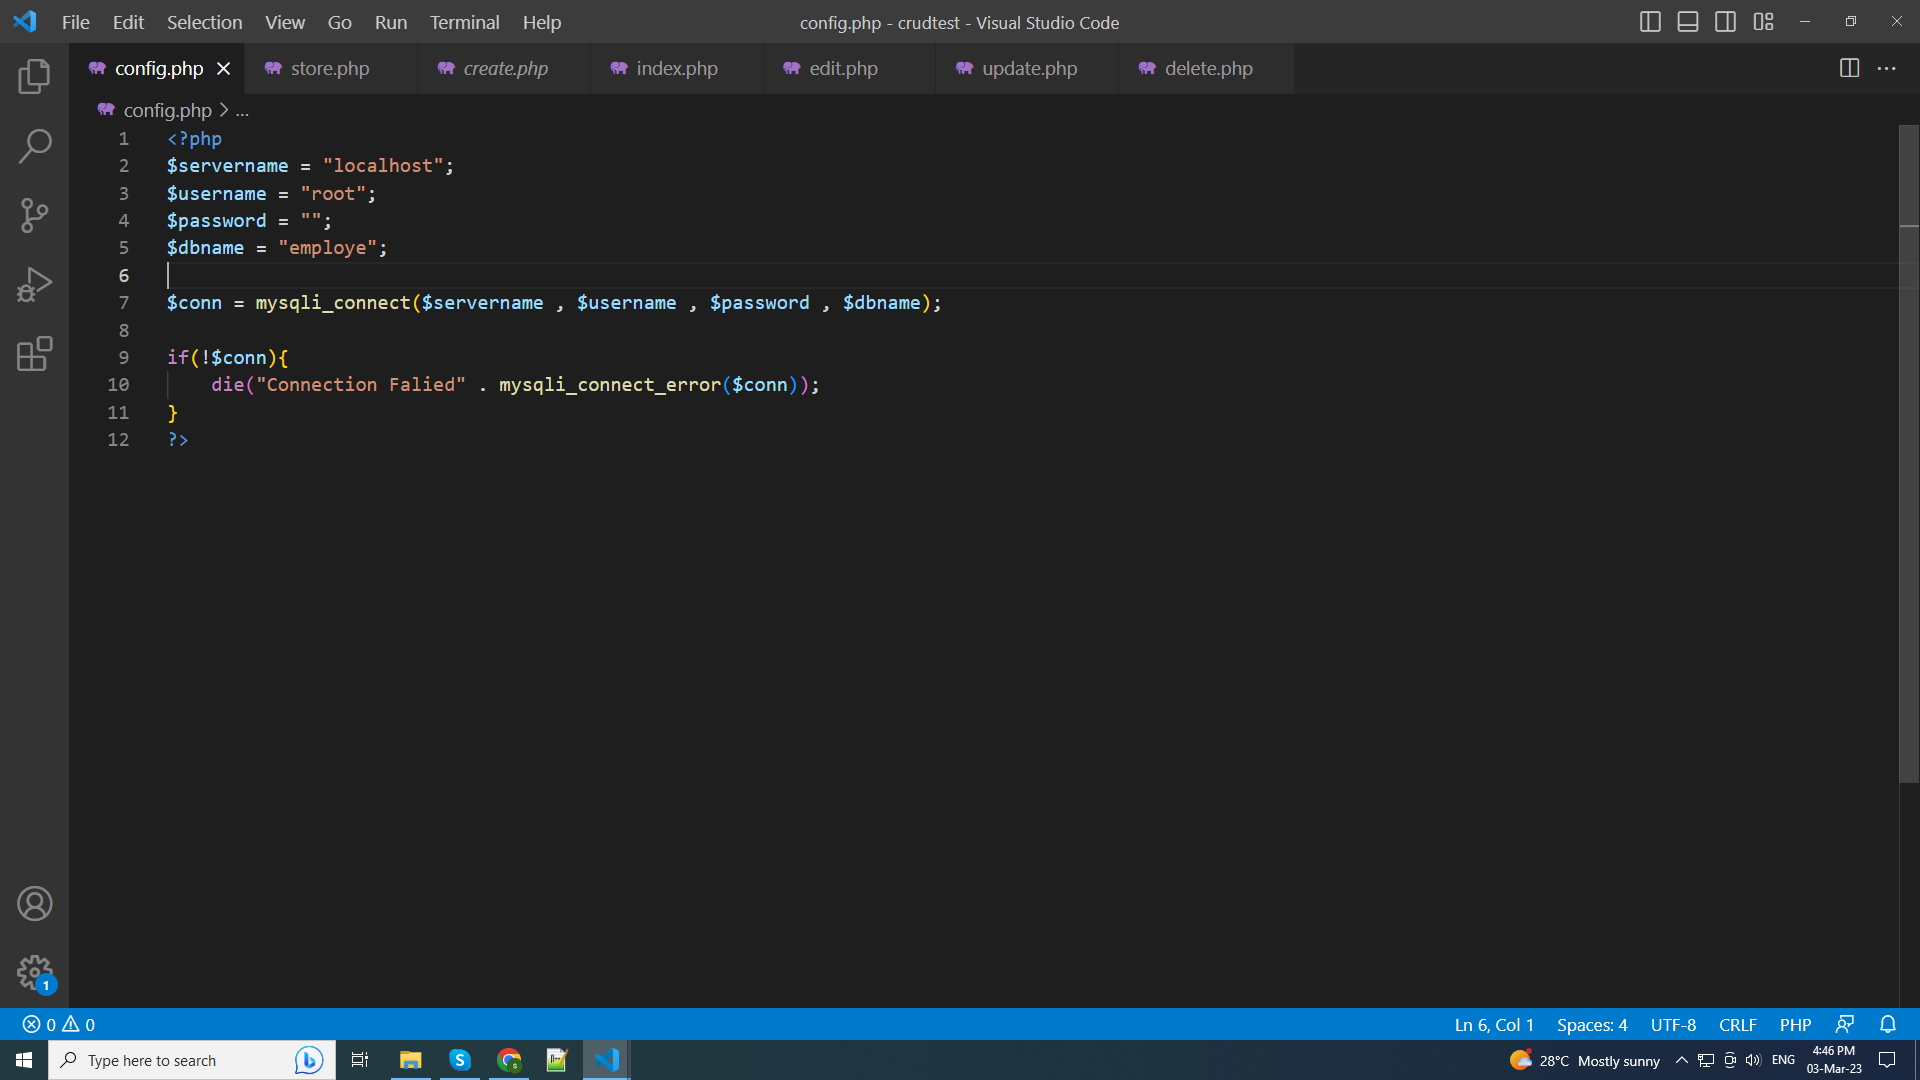 File Edit Selection View Go Run Terminal Help config.php - crudtest - Visual Studio Code
config.php store.php create.php index.php edit.php update.php delete.php
config.php > ...
1 <?php
2 $servername = "localhost";
3 $username = "root";
4 $password = "";
5 $dbname = "employe";
6
7 $conn = mysqli_connect($servername , $username , $password , $dbname);
8
9 if(!$conn){
10 die("Connection Falied" . mysqli_connect_error($conn));
11 }
12 ?>
1
0 0 Ln 6, Col 1 Spaces: 4 UTF-8 CRLF PHP
Type here to search 28°C Mostly sunny ENG 4:46 PM
03-Mar-23